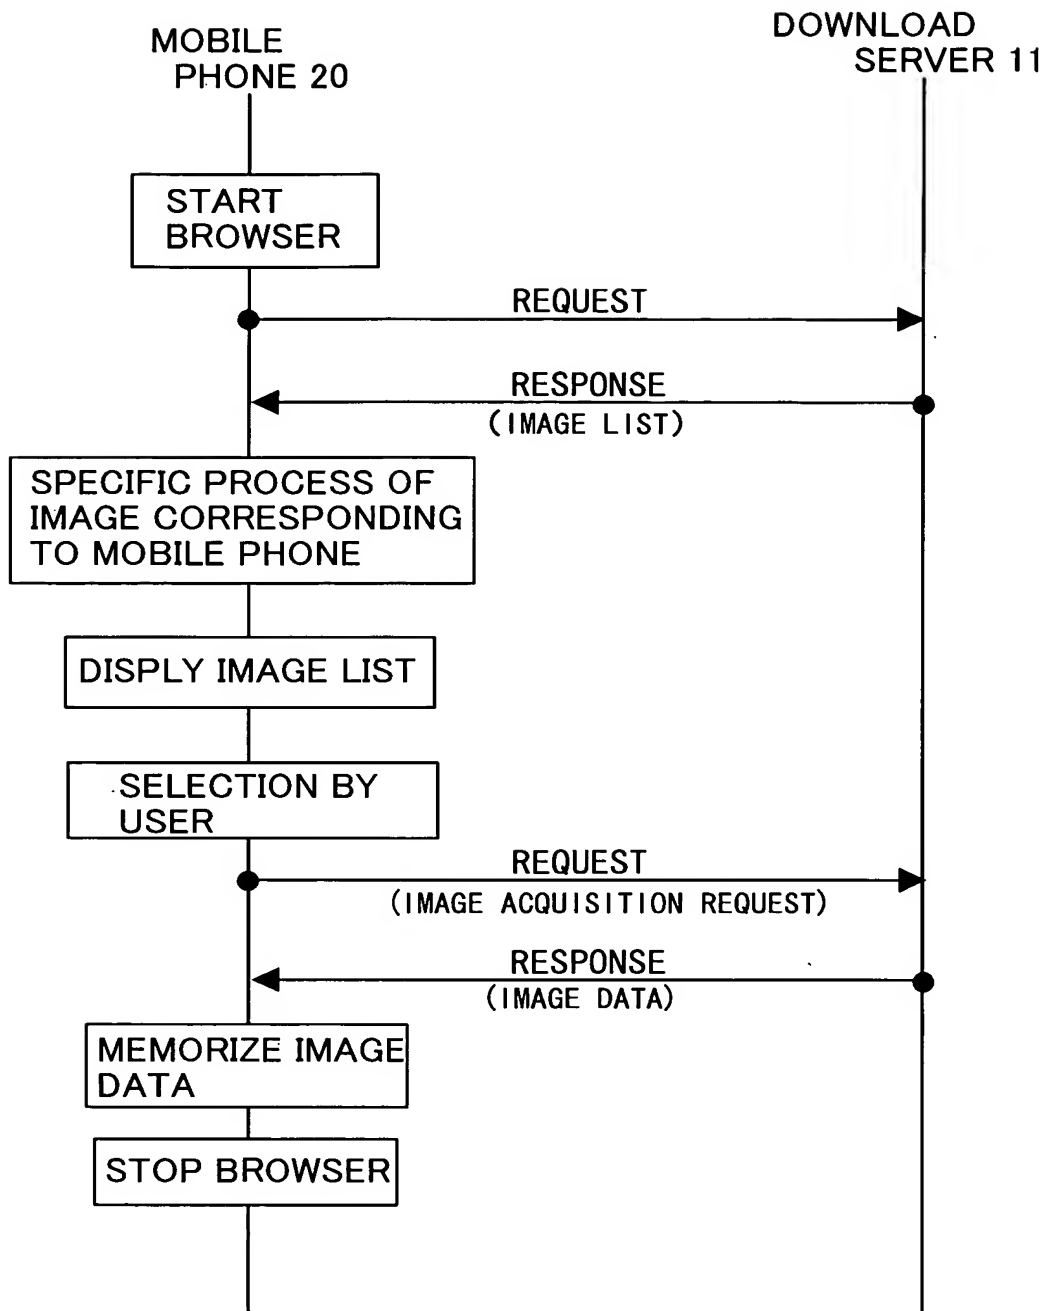 MOBILE
PHONE 20
DOWNLOAD
SERVER 11
START
BROWSER
REQUEST
RESPONSE
(IMAGE LIST)
SPECIFIC PROCESS OF
IMAGE CORRESPONDING
TO MOBILE PHONE
DISPLY IMAGE LIST
SELECTION BY
USER
REQUEST
(IMAGE ACQUISITION REQUEST)
RESPONSE
(IMAGE DATA)
MEMORIZE IMAGE
DATA
STOP BROWSER